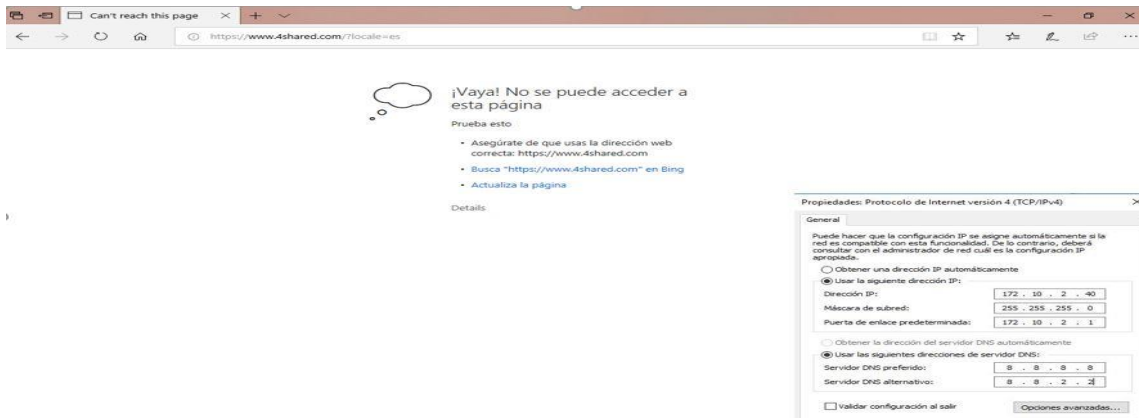 Can't reach this page
https://www.4shared.com/?locale=es
¡Vaya! No se puede acceder a
esta página
Prueba esto
• Asegúrate de que usas la dirección web
correcta: https://www.4shared.com
• Busca "https://www.4shared.com" en Bing
• Actualiza la página
Details
Propiedades: Protocolo de Internet versión 4 (TCP/IPv4)
General
Puede hacer que la configuración IP se asigne automáticamente si la
red es compatible con esta funcionalidad. De lo contrario, deberá
consultar con el administrador de red cuál es la configuración IP
apropiada.
Obtener una dirección IP automáticamente
Usar la siguiente dirección IP:
Dirección IP: 172 . 10 . 2 . 40
Máscara de subred: 255 . 255 . 255 . 0
Puerta de enlace predeterminada: 172 . 10 . 2 . 1
Obtener la dirección del servidor DNS automáticamente
Usar las siguientes direcciones de servidor DNS:
Servidor DNS preferido: 8 . 8 . 8 . 8
Servidor DNS alternativo: 8 . 8 . 2 . 2
Validar configuración al salir Opciones avanzadas...